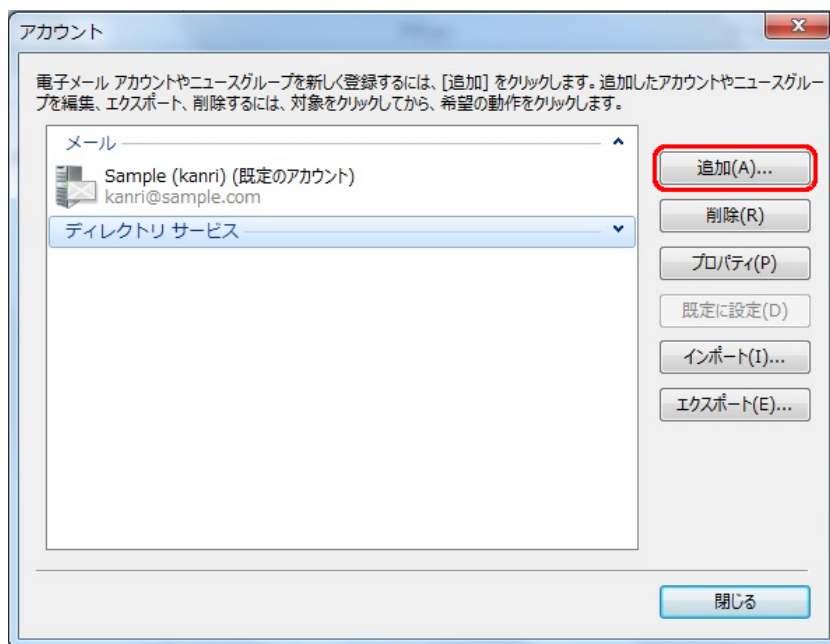 アカウント
電子メール アカウントやニュースグループを新しく登録するには、[追加] をクリックします。追加したアカウントやニュースグルー
プを編集、エクスポート、削除するには、対象をクリックしてから、希望の動作をクリックします。
メール
Sample (kanri) (既定のアカウント)
kanri@sample.com
ディレクトリ サービス
追加(A)...
削除(R)
プロパティ(P)
既定に設定(D)
インポート(I)...
エクスポート(E)...
閉じる